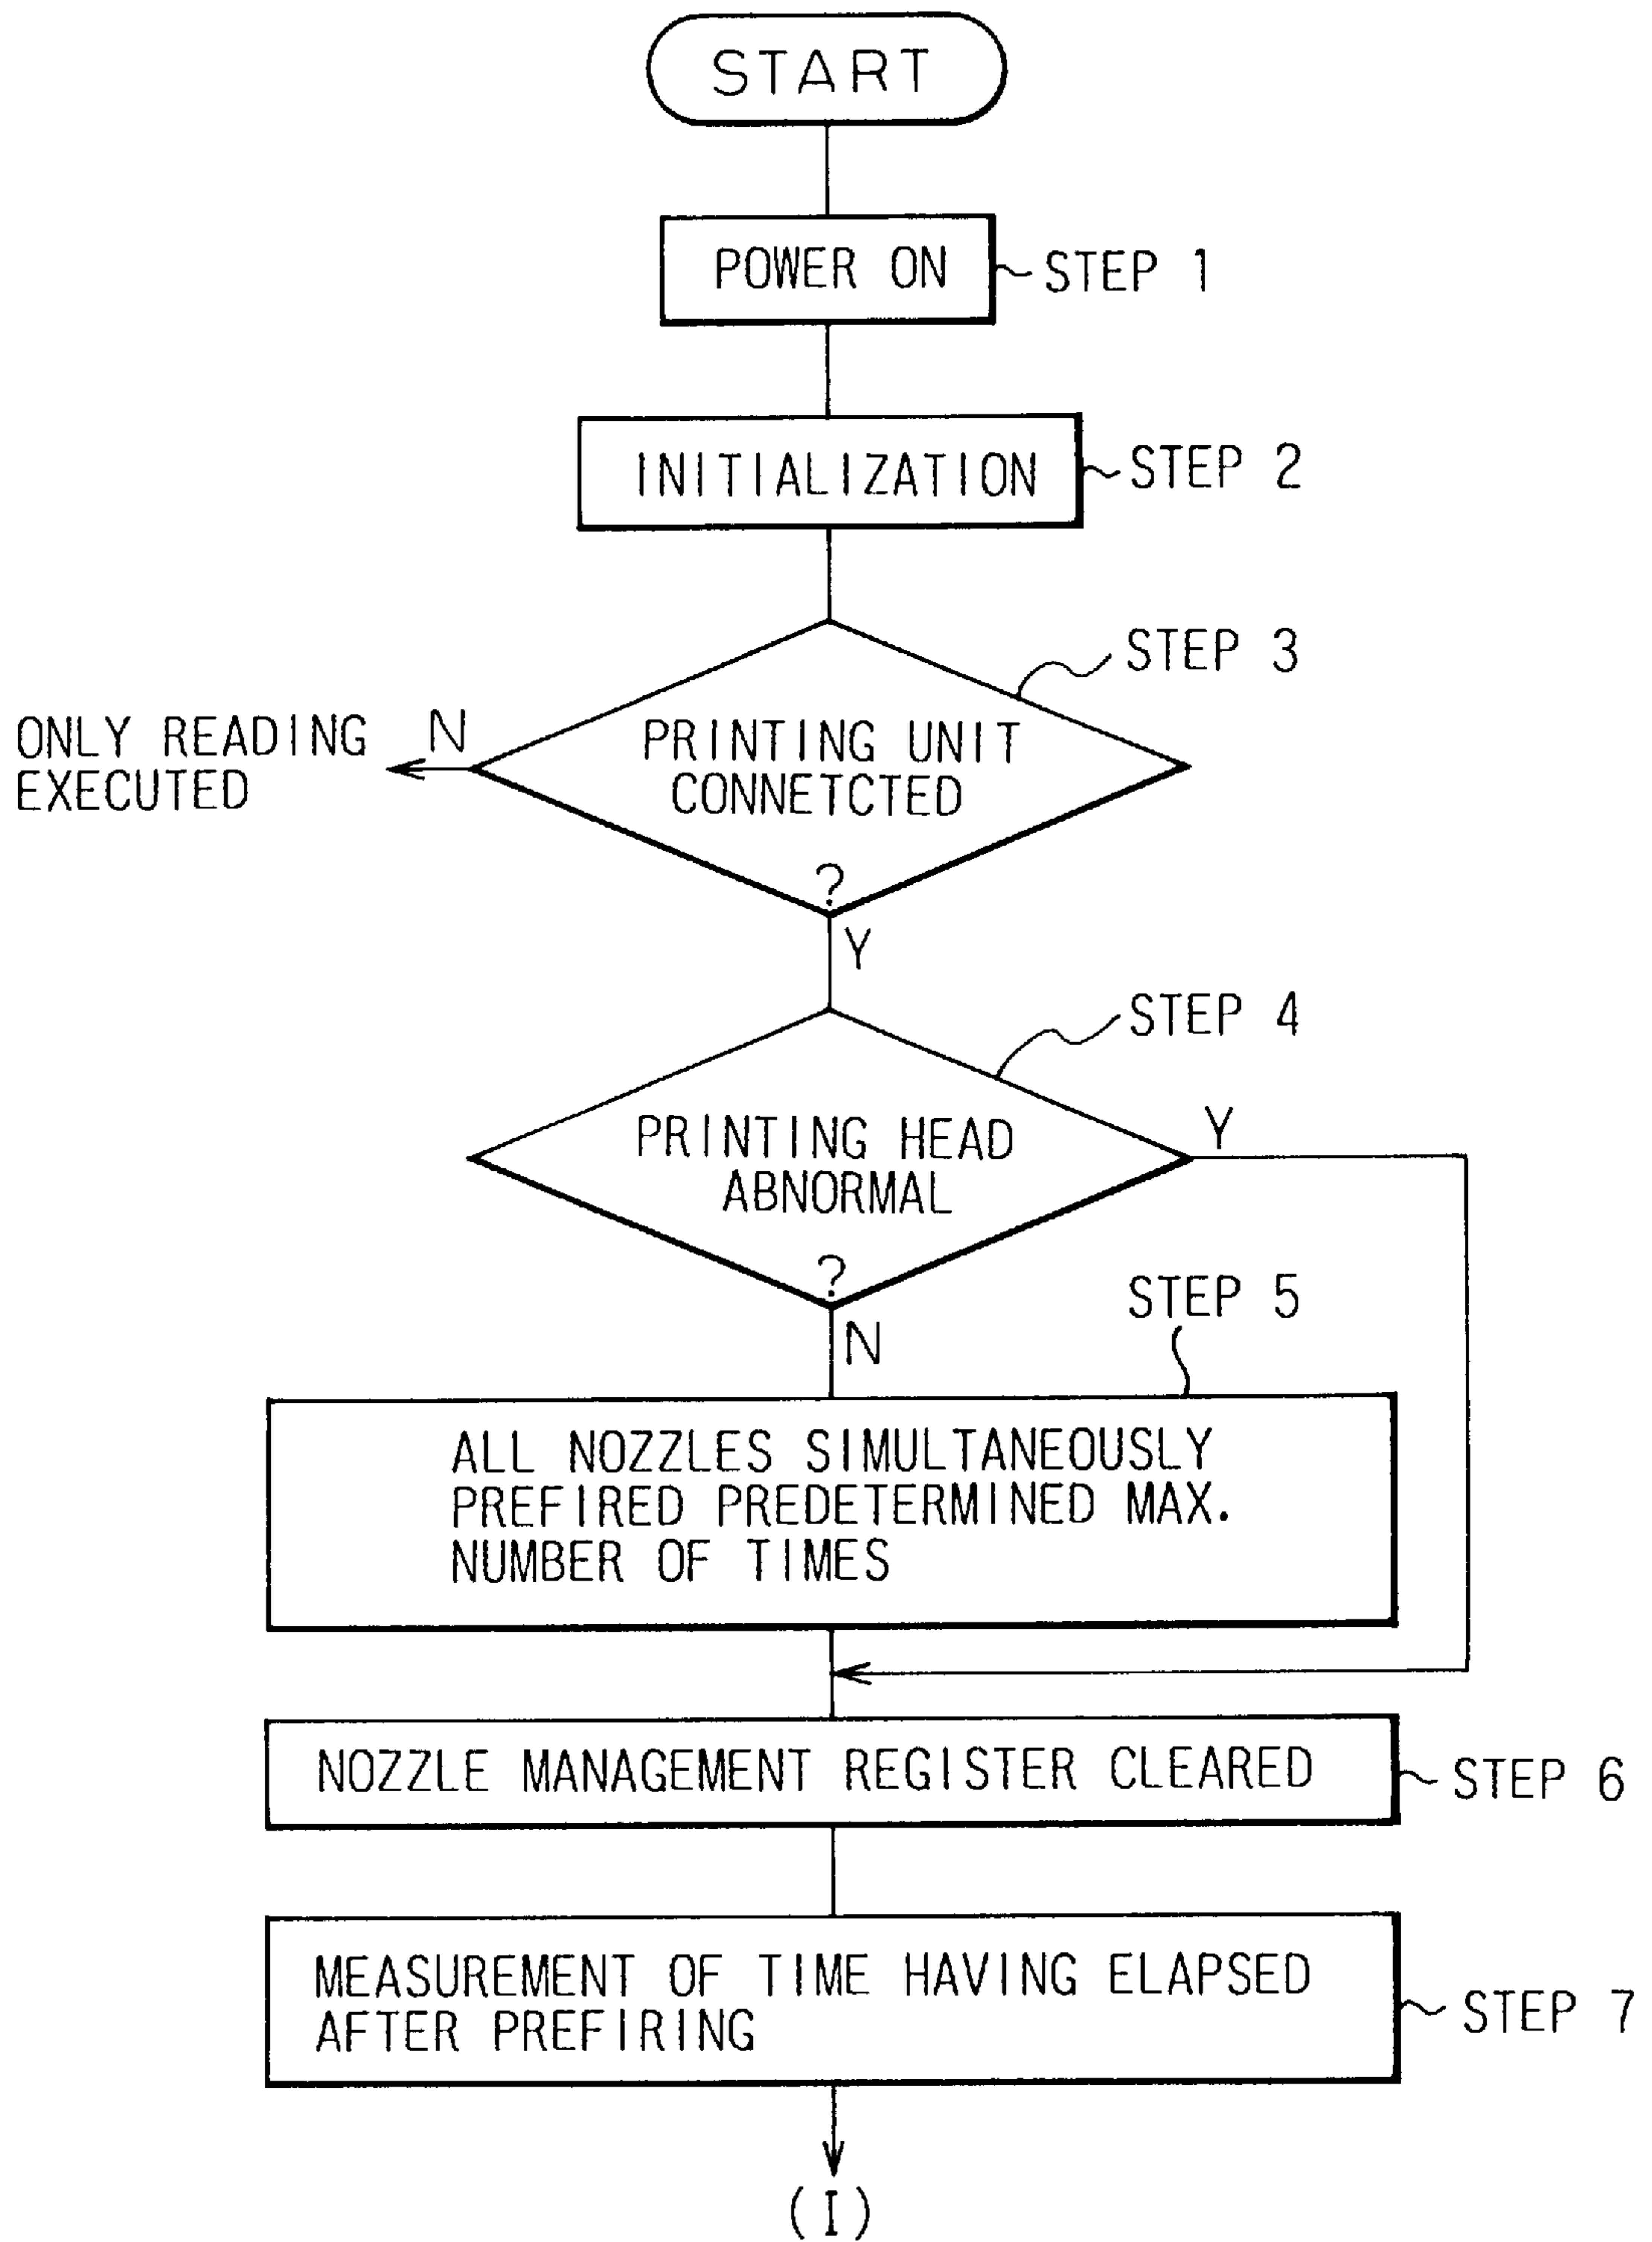 START
POWER ON
STEP 1
INITIALIZATION
STEP 2
STEP 3
ONLY READING
EXECUTED
N
PRINTING UNIT
CONNETCTED
?
Y
STEP 4
PRINTING HEAD
ABNORMAL
?
Y
N
STEP 5
ALL NOZZLES SIMULTANEOUSLY
PREFIRED PREDETERMINED MAX.
NUMBER OF TIMES
NOZZLE MANAGEMENT REGISTER CLEARED
STEP 6
MEASUREMENT OF TIME HAVING ELAPSED
AFTER PREFIRING
STEP 7
(I)